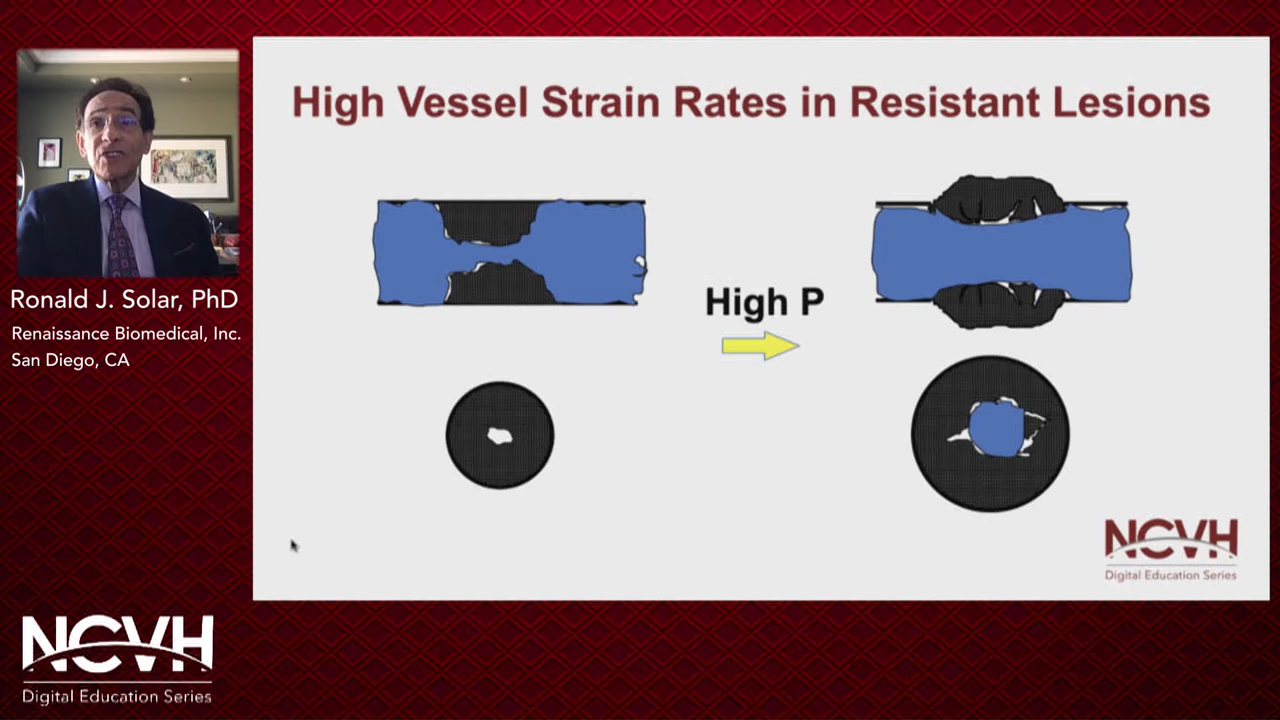 High Vessel Strain Rates in Resistant Lesions
High P
Ronald J. Solar, PhD
Renaissance Biomedical, Inc.
San Diego, CA
NCVH
Digital Education Series
NCVH
Digital Education Series